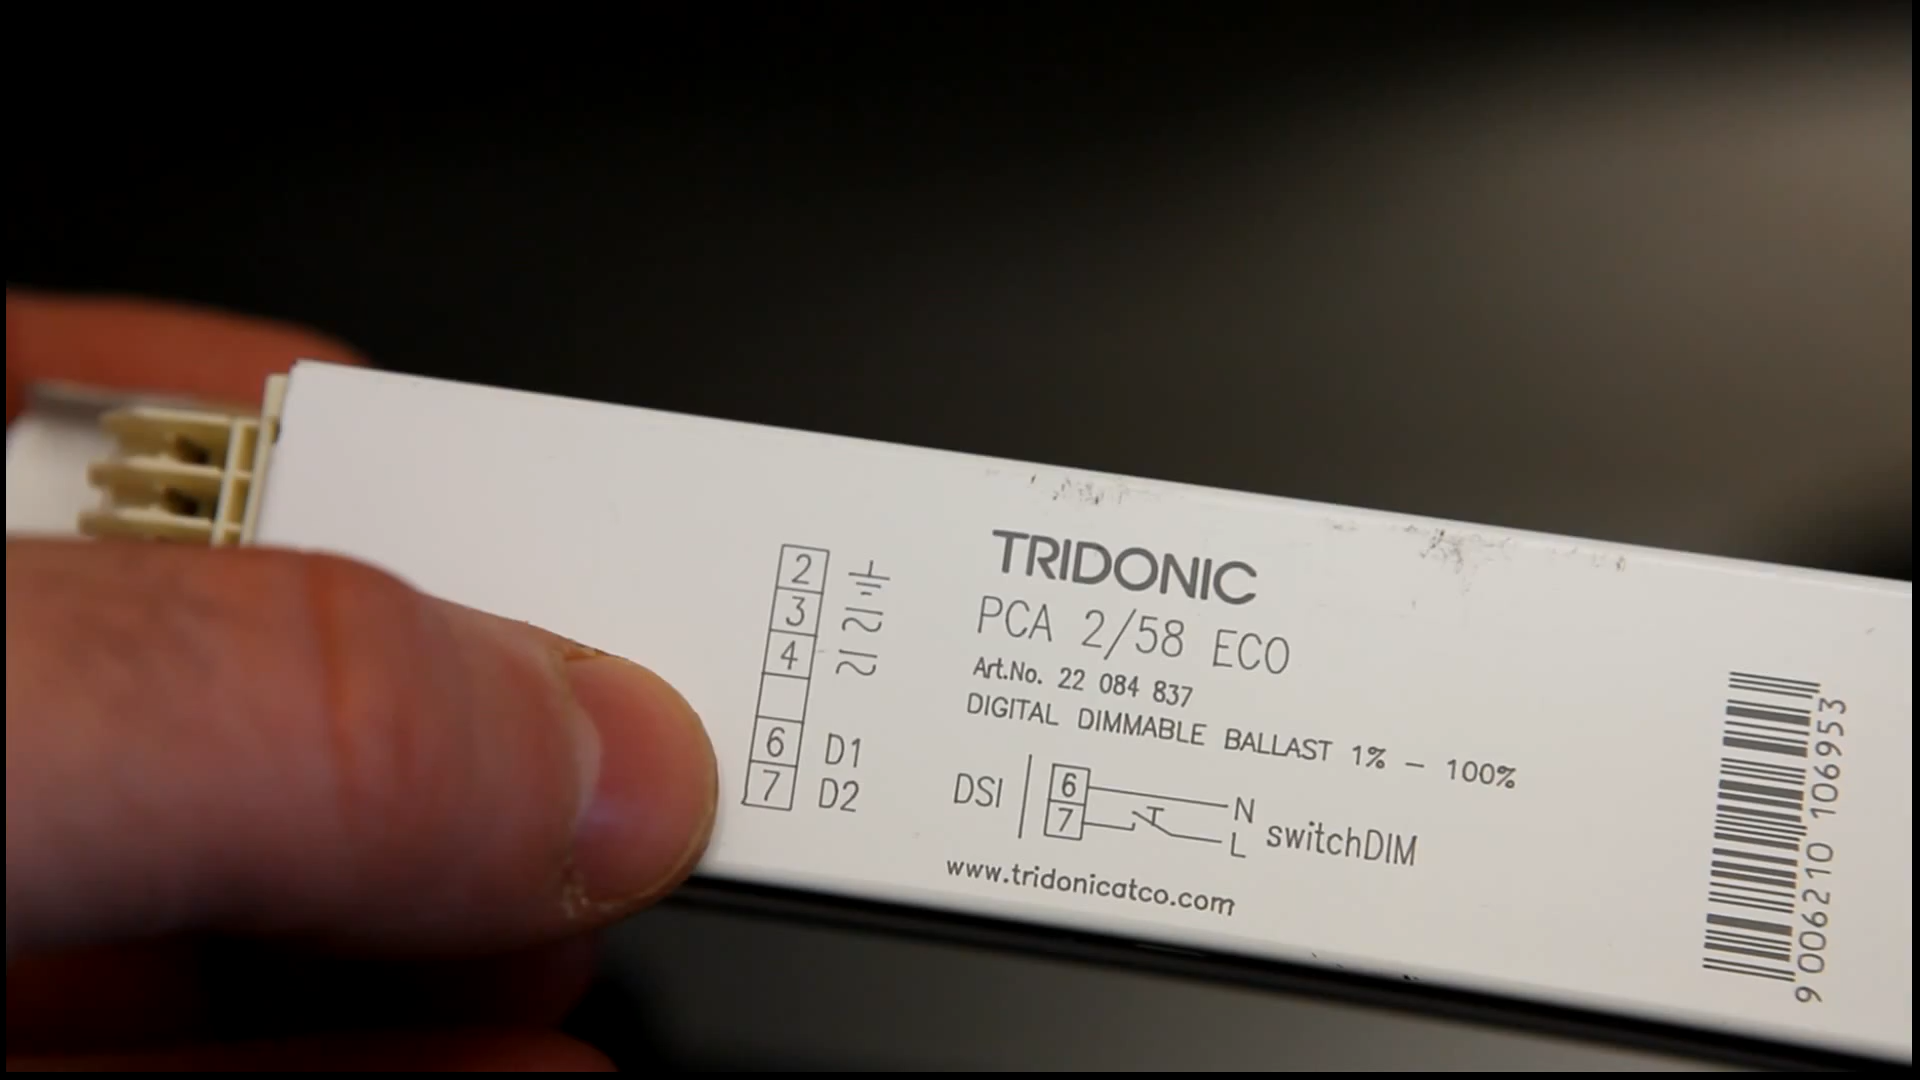 TRIDONIC
PCA 2/58 ECO
Art.No. 22 084 837
DIGITAL DIMMABLE BALLAST 1% – 100%
2
3
4
6 D1
7 D2
DSI
6 N
7 L
switchDIM
www.tridonicatco.com
9 006210 106953